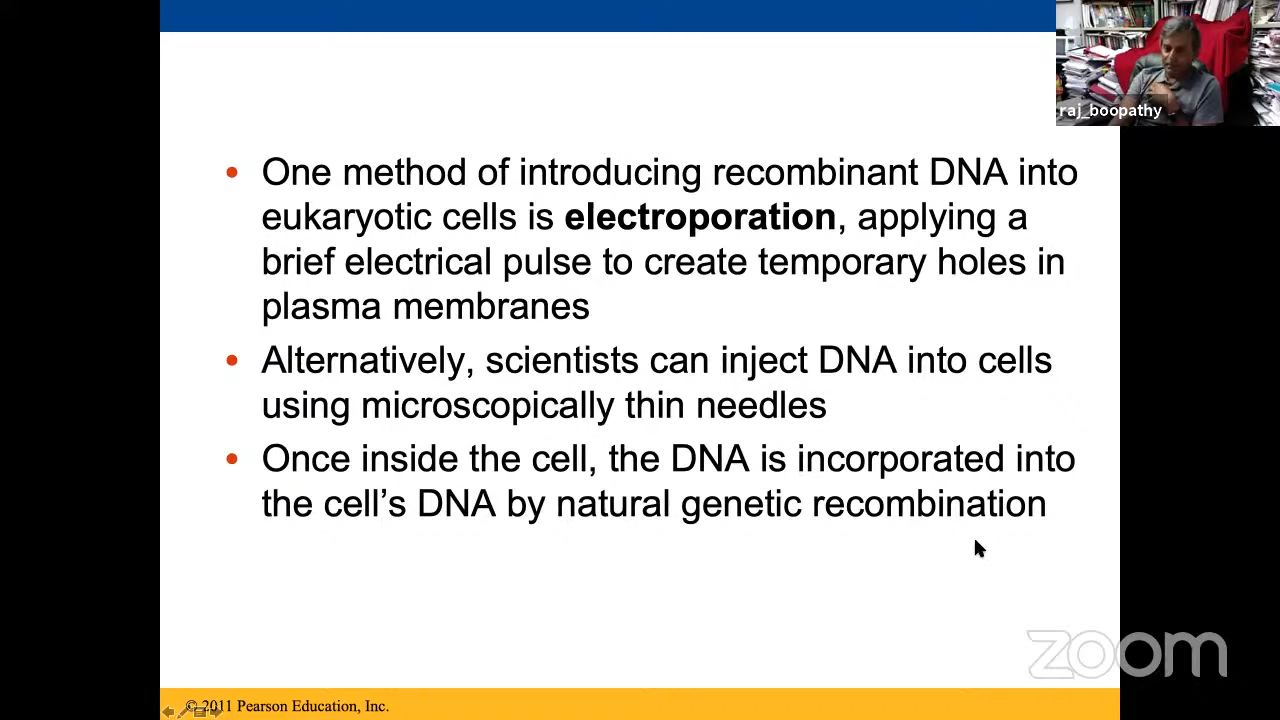 raj_boopathy
• One method of introducing recombinant DNA into
eukaryotic cells is electroporation, applying a
brief electrical pulse to create temporary holes in
plasma membranes
• Alternatively, scientists can inject DNA into cells
using microscopically thin needles
• Once inside the cell, the DNA is incorporated into
the cell’s DNA by natural genetic recombination
zoom
© 2011 Pearson Education, Inc.